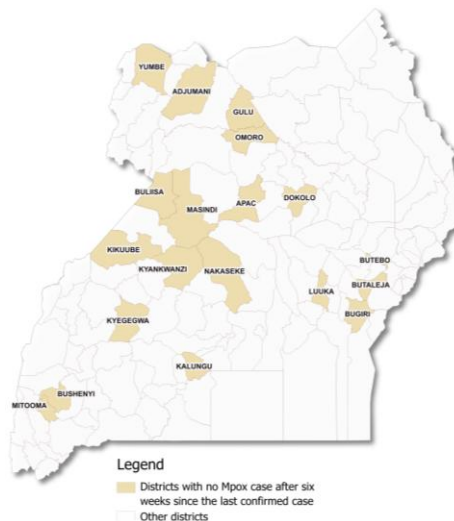 YUMBE
ADJUMANI
GULU
OMORO
BULIISA
MASINDI
APAC
DOKOLO
KIKUUBE
KYANKWANZI
NAKASEKE
BUTEBO
LUUKA
BUTALEJA
BUGIRI
KYEGEGWA
KALUNGU
BUSHENYI
MITOOMA
Legend
Districts with no Mpox case after six
weeks since the last confirmed case
Other districts